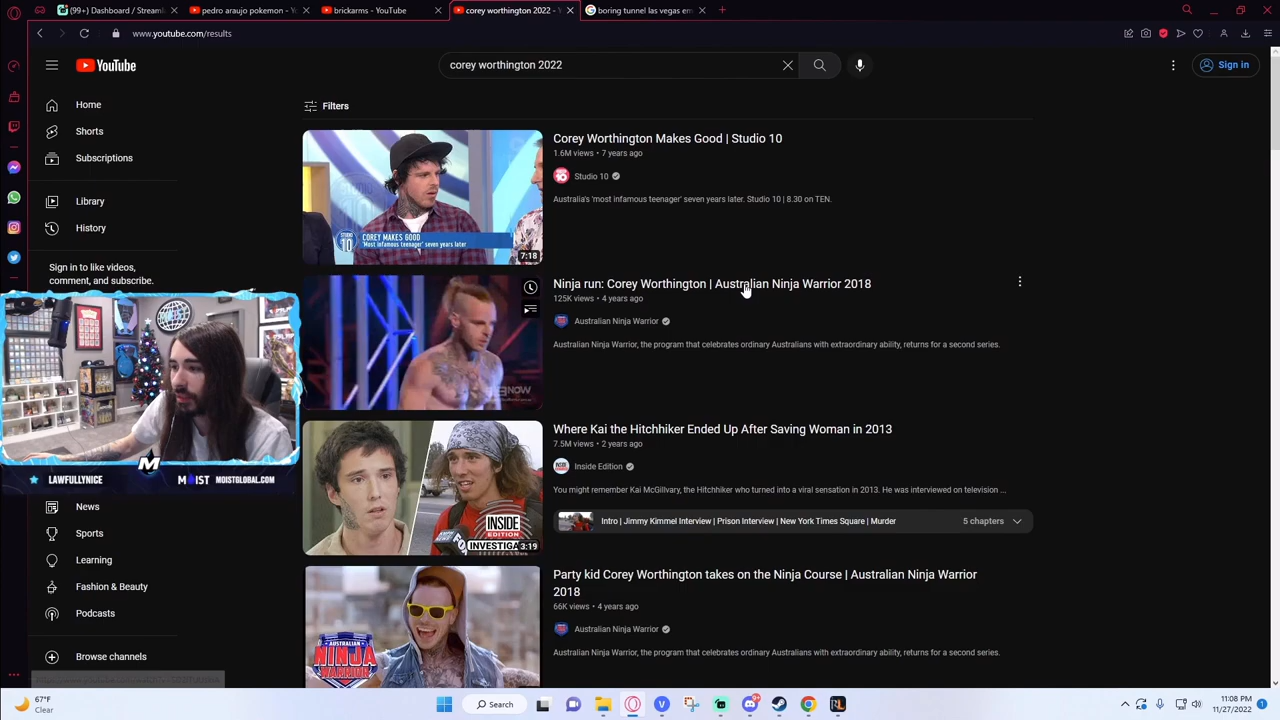 (99+) Dashboard / Streamla
pedro araujo pokemon -
brickarms - YouTube
corey worthington 2022 -
boring tunnel las vegas em
www.youtube.com/results
YouTube
corey worthington 2022
Sign in
Home
Shorts
Subscriptions
Library
History
Sign in to like videos,
comment, and subscribe.
LAWFULLYNICE
MOIST
MOISTGLOBAL.COM
News
Sports
Learning
Fashion & Beauty
Podcasts
Browse channels
Filters
STUDIO
10
COREY MAKES GOOD
'Most infamous teenager' seven years later
7:18
Corey Worthington Makes Good | Studio 10
1.6M views • 7 years ago
Studio 10
Australia's 'most infamous teenager' seven years later. Studio 10 | 8.30 on TEN.
Ninja run: Corey Worthington | Australian Ninja Warrior 2018
125K views • 4 years ago
Australian Ninja Warrior
Australian Ninja Warrior, the program that celebrates ordinary Australians with extraordinary ability, returns for a second series.
INSIDE
EDITION
INVESTIGA
3:19
Where Kai the Hitchhiker Ended Up After Saving Woman in 2013
7.5M views • 2 years ago
Inside Edition
You might remember Kai McGillvary, the Hitchhiker who turned into a viral sensation in 2013. He was interviewed on television ...
Intro | Jimmy Kimmel Interview | Prison Interview | New York Times Square | Murder
5 chapters
AUSTRALIAN
NINJA
WARRIOR
Party kid Corey Worthington takes on the Ninja Course | Australian Ninja Warrior
2018
66K views • 4 years ago
Australian Ninja Warrior
Australian Ninja Warrior, the program that celebrates ordinary Australians with extraordinary ability, returns for a second series.
67°F
Clear
Search
11:08 PM
11/27/2022